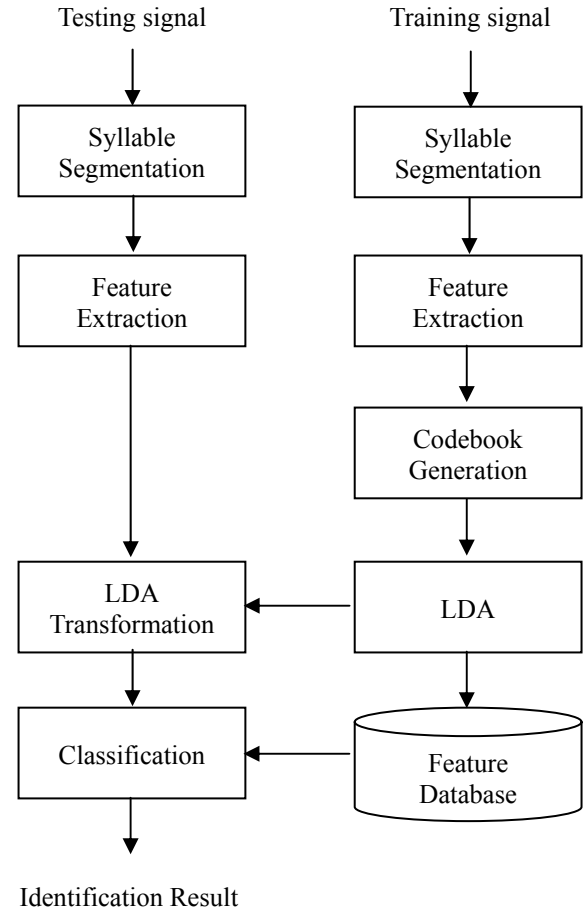 Testing signal
Training signal
Syllable
Segmentation
Syllable
Segmentation
Feature
Extraction
Feature
Extraction
Codebook
Generation
LDA
Transformation
LDA
Classification
Feature
Database
Identification Result